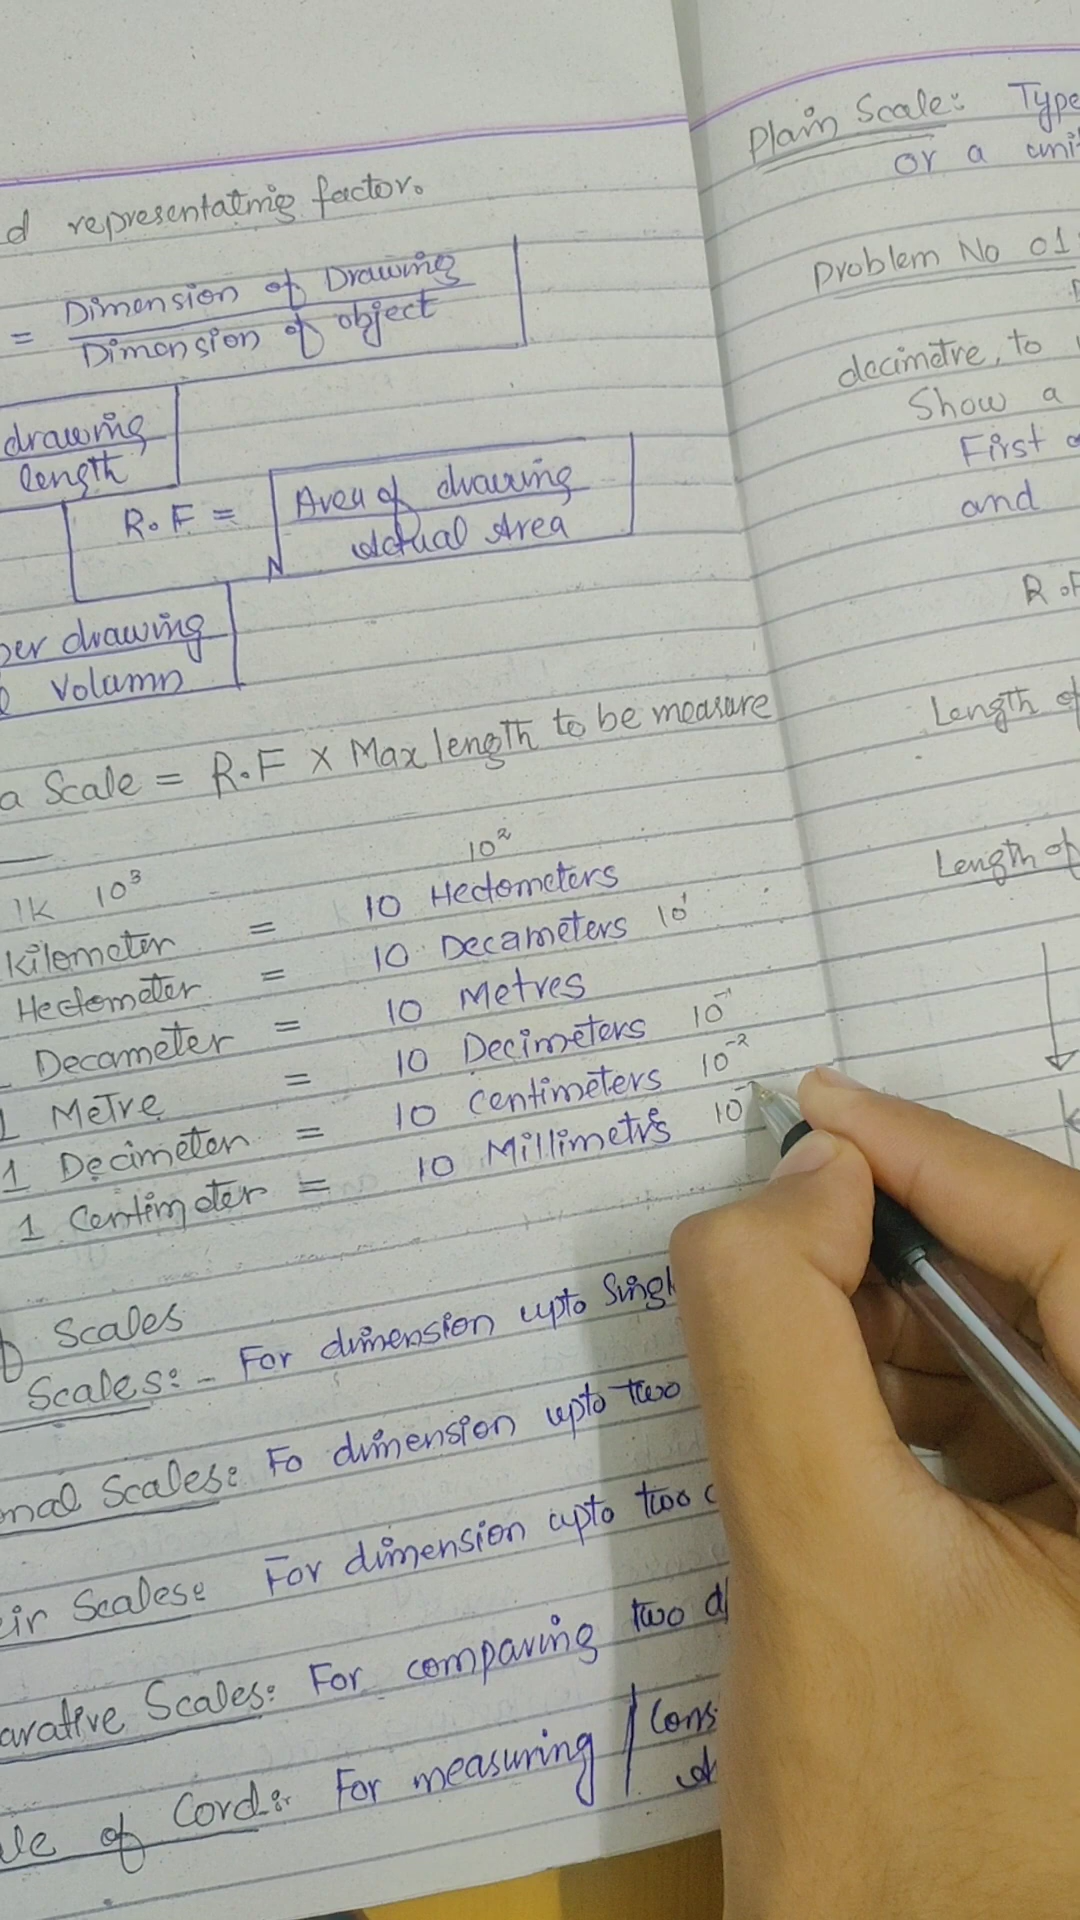 d representating factor.
= Dimension of Drawing
Dimension of object
drawing
length
R.F = Area of drawing
Actual Area
per drawing
Volumn
a Scale = R.F × Max length to be measure
1K 10³ 10²
Kilometer = 10 Hectometers
Hectometer = 10 Decameters 10¹
Decameter = 10 Metres
1 Metre = 10 Decimeters 10⁻¹
1 Decimeter = 10 Centimeters 10⁻²
1 Centimeter = 10 Millimetrs 10⁻
Scales
Scales:- For dimension upto Singl
nal Scales: Fo dimension upto two
eir Scales: For dimension upto two
arative Scales: For comparing two d
le of Cord:- For measuring / Cons
Plain Scale: Type
or a uni
Problem No 01
decimetre, to
Show a
First
and
R.F
Length of
Length of